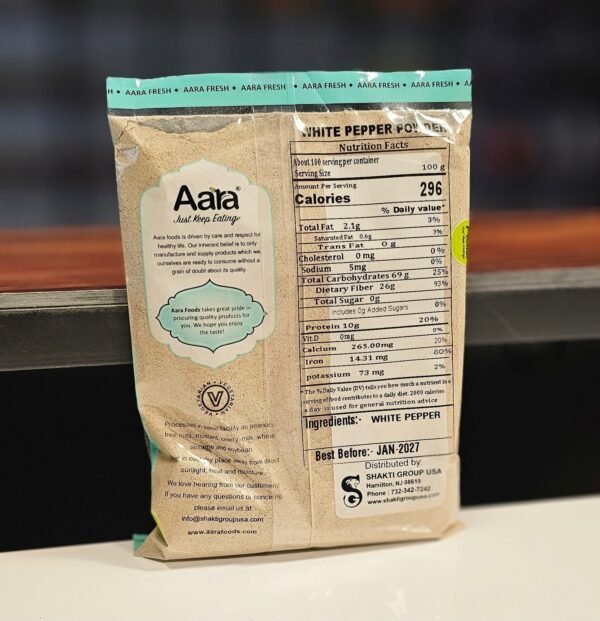 H • AARA FRESH • AARA FRESH • AARA FRESH • AARA FRESH • AARA FRESH • A
Aara®
Just Keep Eating
Aara foods is driven by care and respect for
healthy life. Our inherent belief is to only
manufacture and supply products which we,
ourselves are ready to consume without a
grain of doubt about its quality.
Aara Foods takes great pride in
procuring quality products for
you. We hope you enjoy
the taste!
VEGETARIAN • VEGETARIAN •
V
Processed in same facility as peanuts,
tree nuts, mustard, celery, milk, wheat,
sesame and soybean.
dry place away from direct
sunlight, heat and moisture.
We love hearing from our customers!
If you have any questions or concerns
please email us at
info@shaktigroupusa.com
www.aarafoods.com
WHITE PEPPER POWDER
Nutrition Facts
About 100 serving per container
Serving Size 100 g
Amount Per Serving
Calories 296
% Daily value*
Total Fat 2.1g 3%
Saturated Fat 0.6g 3%
Trans Fat 0 g
Cholesterol 0 mg 0%
Sodium 5mg 0%
Total Carbohydrates 69 g 25%
Dietary Fiber 26g 93%
Total Sugar 0g
Includes 0g Added Sugars 0%
Protein 10g 20%
Vit.D 0mg 0%
Calcium 265.00mg 20%
Iron 14.31 mg 80%
potassium 73 mg 2%
* The % Daily Value (DV) tells you how much a nutrient in a
serving of food contributes to a daily diet. 2000 calories
a day is used for general nutrition advice
Ingredients:- WHITE PEPPER
Best Before:- JAN-2027
Distributed by
SG
SHAKTI GROUP USA
Hamilton, NJ 08619
Phone : 732-342-7242
www.shaktigroupusa.com